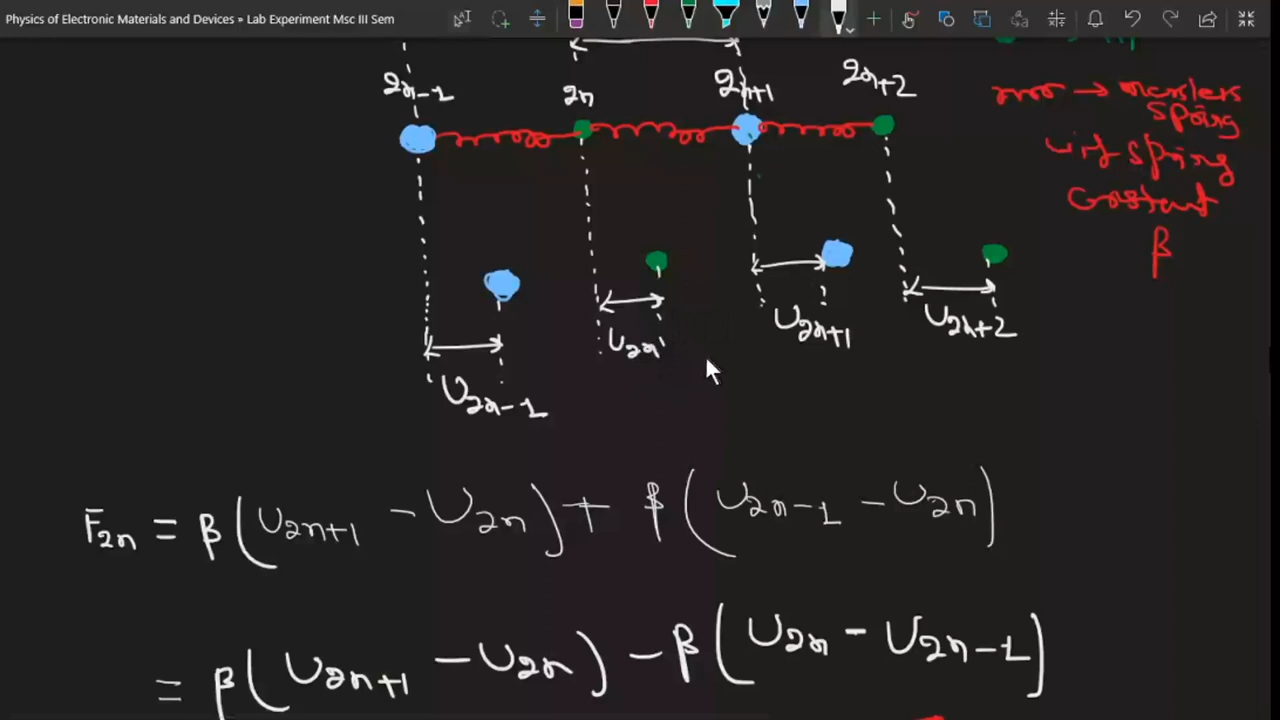 Physics of Electronic Materials and Devices » Lab Experiment Msc III Sem
2n-1 2n 2n+1 2n+2
→ massless
spring
with spring
constant
β
U2n+1 U2n+2
U2n
U2n-1
F2n = β(U2n+1 - U2n) + β(U2n-1 - U2n)
= β(U2n+1 - U2n) - β(U2n - U2n-1)